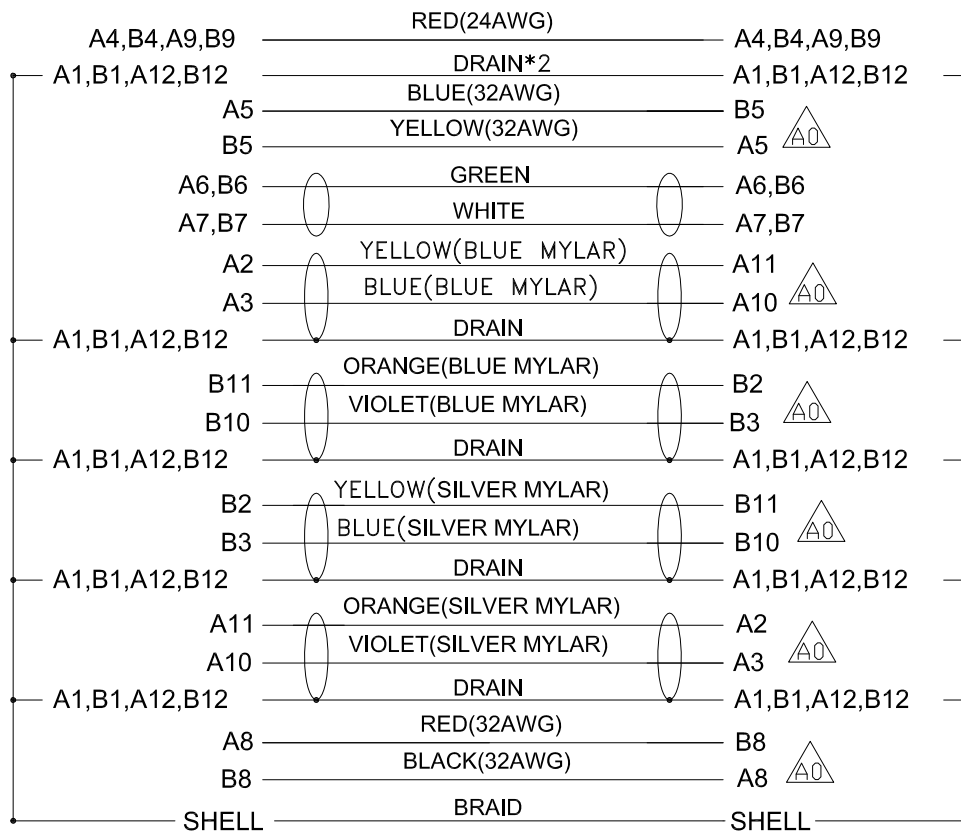 RED(24AWG)
A4,B4,A9,B9 A4,B4,A9,B9
DRAIN*2
A1,B1,A12,B12 A1,B1,A12,B12
BLUE(32AWG)
A5 B5
YELLOW(32AWG)
B5 A5 A0
GREEN
A6,B6 A6,B6
WHITE
A7,B7 A7,B7
YELLOW(BLUE MYLAR)
A2 A11
BLUE(BLUE MYLAR)
A3 A10 A0
DRAIN
A1,B1,A12,B12 A1,B1,A12,B12
ORANGE(BLUE MYLAR)
B11 B2
VIOLET(BLUE MYLAR)
B10 B3 A0
DRAIN
A1,B1,A12,B12 A1,B1,A12,B12
YELLOW(SILVER MYLAR)
B2 B11
BLUE(SILVER MYLAR)
B3 B10 A0
DRAIN
A1,B1,A12,B12 A1,B1,A12,B12
ORANGE(SILVER MYLAR)
A11 A2
VIOLET(SILVER MYLAR)
A10 A3 A0
DRAIN
A1,B1,A12,B12 A1,B1,A12,B12
RED(32AWG)
A8 B8
BLACK(32AWG)
B8 A8 A0
BRAID
SHELL SHELL